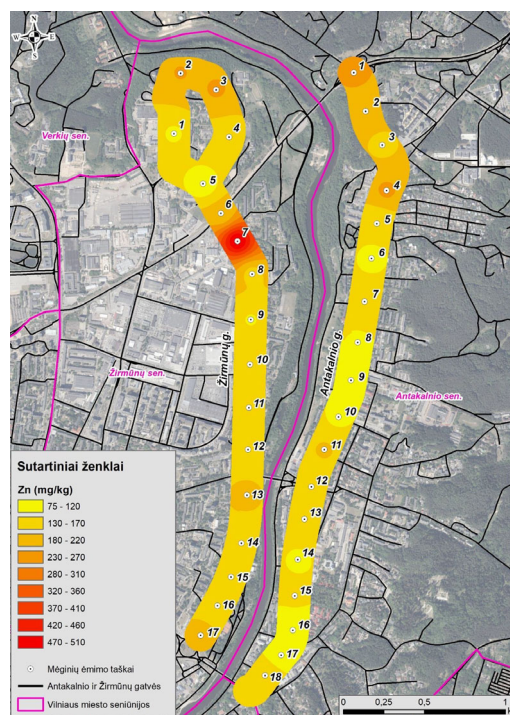 N
W E
S
Verkių sen.
Žirmūnų sen.
Antakalnio sen.
Žirmūnų g.
Antakalnio g.
1
2
3
4
5
6
7
8
9
10
11
12
13
14
15
16
17
1
2
3
4
5
6
7
8
9
10
11
12
13
14
15
16
17
18
Sutartiniai ženklai
Zn (mg/kg)
75 - 120
130 - 170
180 - 220
230 - 270
280 - 310
320 - 360
370 - 410
420 - 460
470 - 510
Mėginių ėmimo taškai
Antakalnio ir Žirmūnų gatvės
Vilniaus miesto seniūnijos
0 0,25 0,5 1